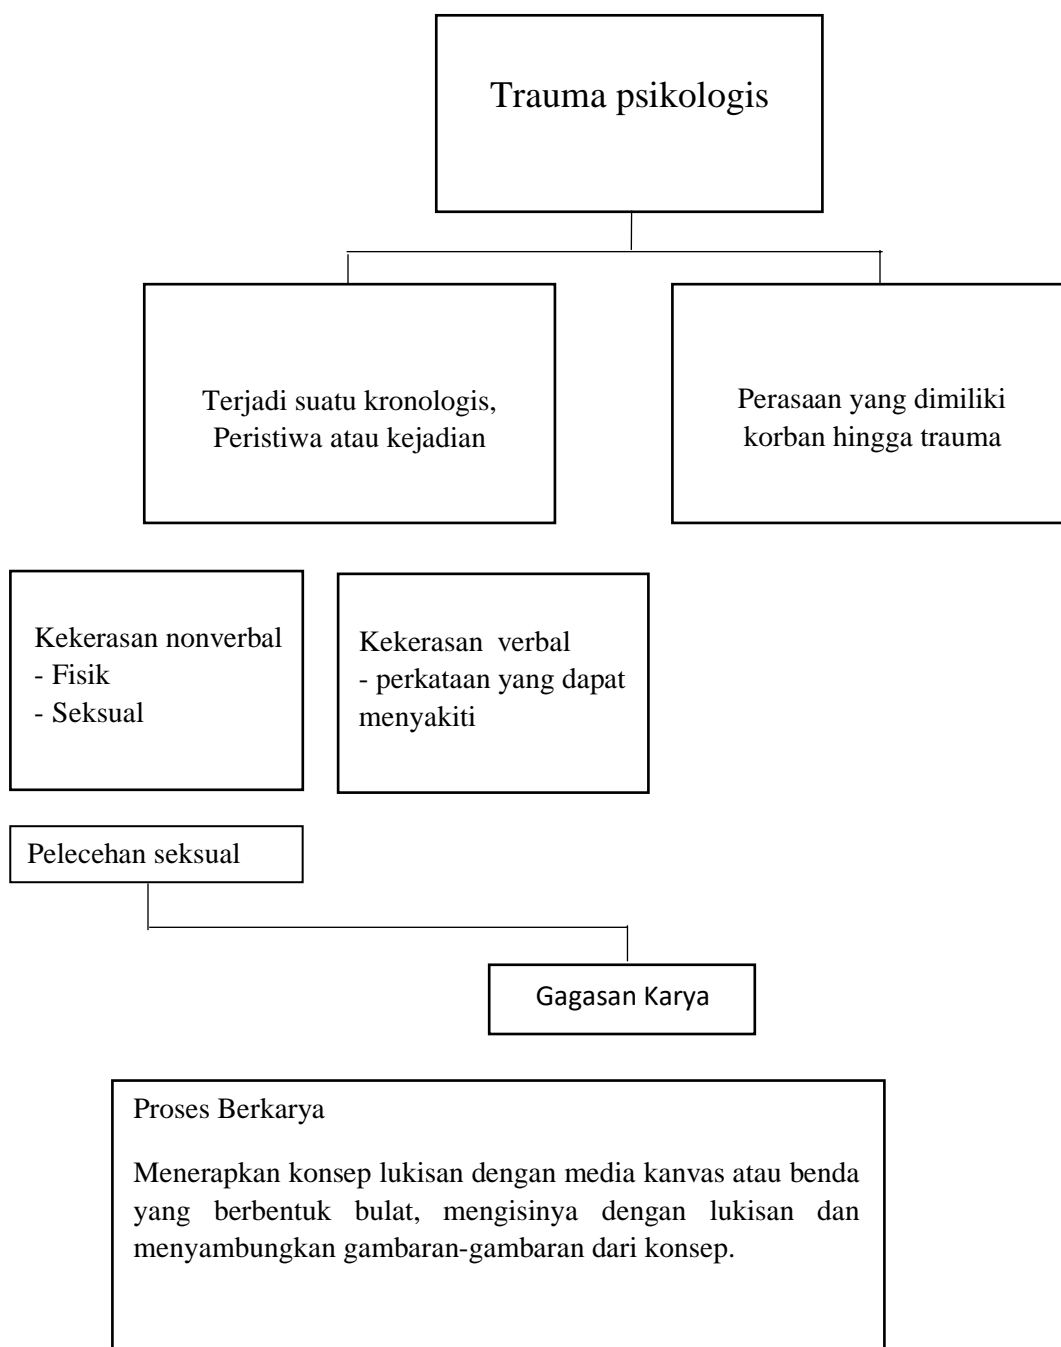 Trauma psikologis
Terjadi suatu kronologis,
Peristiwa atau kejadian
Perasaan yang dimiliki
korban hingga trauma
Kekerasan nonverbal
- Fisik
- Seksual
Kekerasan verbal
- perkataan yang dapat
menyakiti
Pelecehan seksual
Gagasan Karya
Proses Berkarya
Menerapkan konsep lukisan dengan media kanvas atau benda
yang berbentuk bulat, mengisinya dengan lukisan dan
menyambungkan gambaran-gambaran dari konsep.